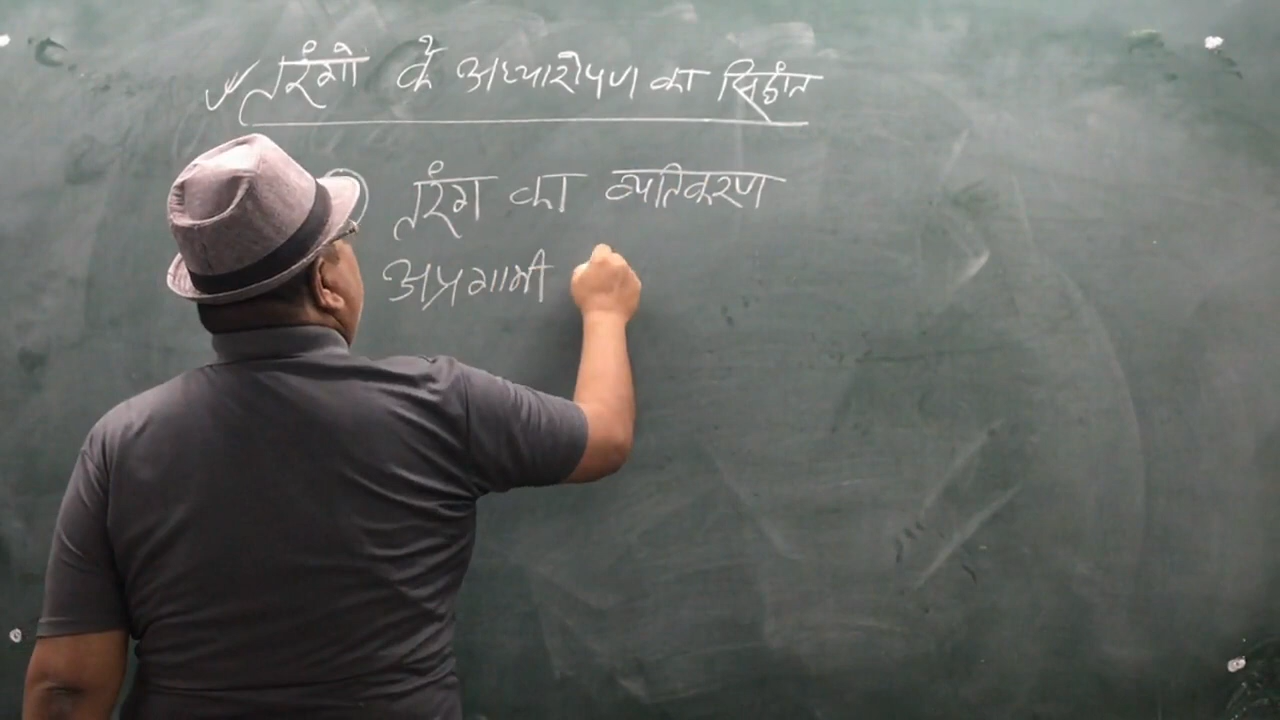 तरंगो के अध्यारोपण का सिद्धांत
तरंग का व्यतिकरण
अप्रगामी